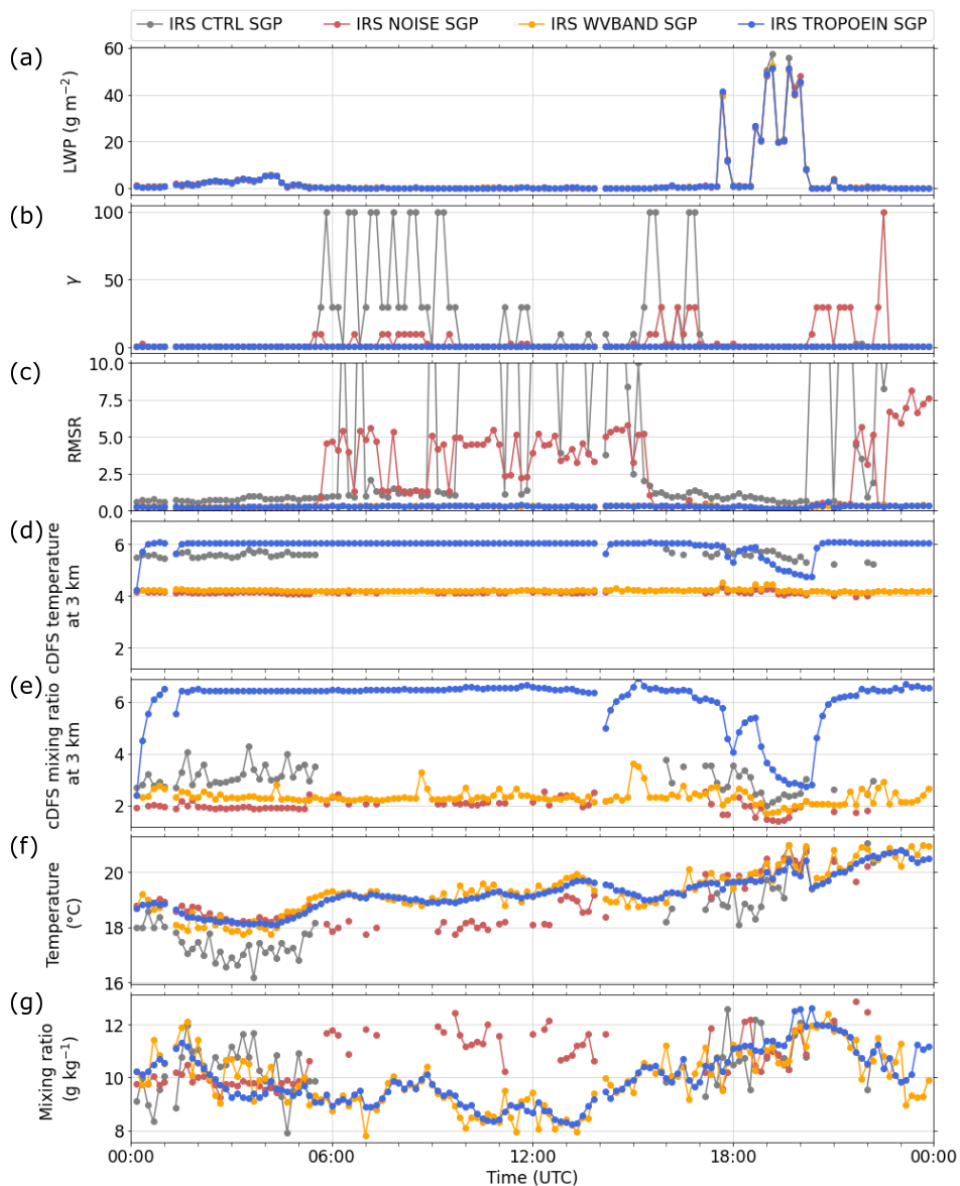 IRS CTRL SGP IRS NOISE SGP IRS WVBAND SGP IRS TROPOEIN SGP
(a)
LWP (g m⁻²)
60
40
20
0
(b)
γ
100
50
0
(c)
RMSR
10.0
7.5
5.0
2.5
0.0
(d)
cDFS temperature
at 3 km
6
4
2
(e)
cDFS mixing ratio
at 3 km
6
4
2
(f)
Temperature
(°C)
20
18
16
(g)
Mixing ratio
(g kg⁻¹)
12
10
8
00:00 06:00 12:00 18:00 00:00
Time (UTC)